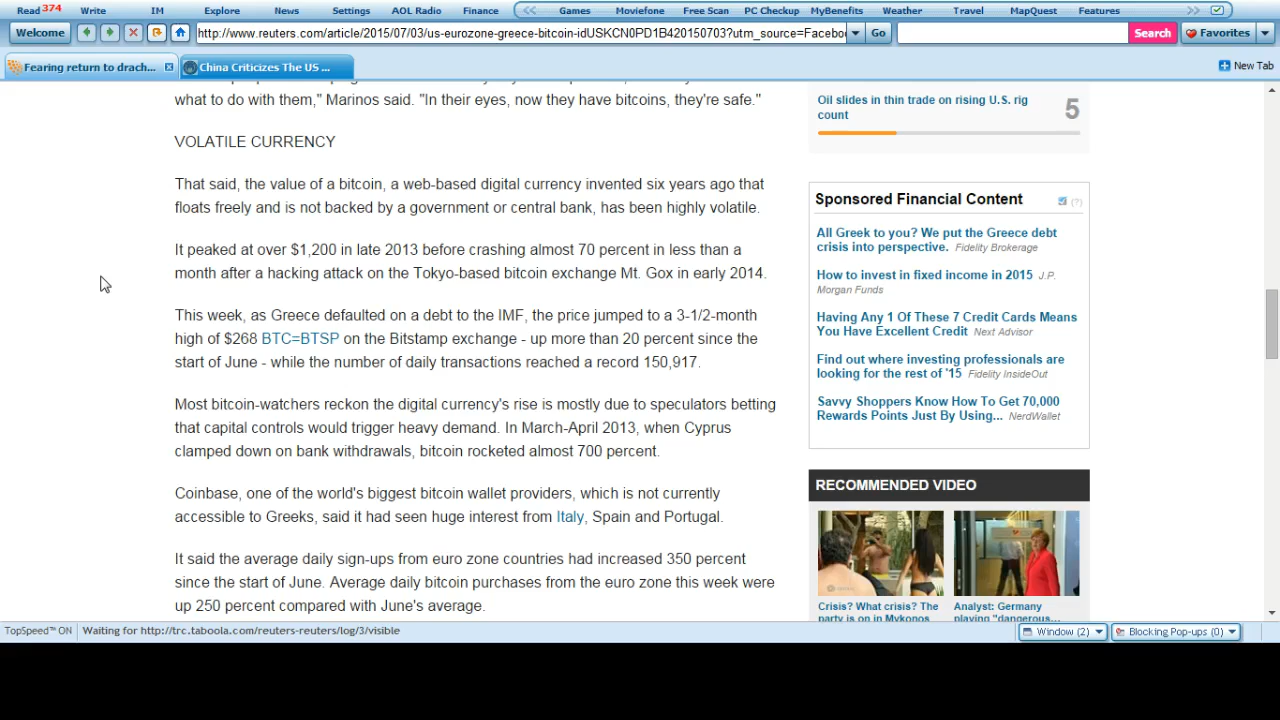 Read 374 Write IM Explore News Settings AOL Radio Finance Games Moviefone Free Scan PC Checkup MyBenefits Weather Travel MapQuest Features
Welcome http://www.reuters.com/article/2015/07/03/us-eurozone-greece-bitcoin-idUSKCN0PD1B420150703?utm_source=Facebo Go Search Favorites
Fearing return to drach... China Criticizes The US ... New Tab
what to do with them," Marinos said. "In their eyes, now they have bitcoins, they're safe."
VOLATILE CURRENCY
That said, the value of a bitcoin, a web-based digital currency invented six years ago that
floats freely and is not backed by a government or central bank, has been highly volatile.
It peaked at over $1,200 in late 2013 before crashing almost 70 percent in less than a
month after a hacking attack on the Tokyo-based bitcoin exchange Mt. Gox in early 2014.
This week, as Greece defaulted on a debt to the IMF, the price jumped to a 3-1/2-month
high of $268 BTC=BTSP on the Bitstamp exchange - up more than 20 percent since the
start of June - while the number of daily transactions reached a record 150,917.
Most bitcoin-watchers reckon the digital currency's rise is mostly due to speculators betting
that capital controls would trigger heavy demand. In March-April 2013, when Cyprus
clamped down on bank withdrawals, bitcoin rocketed almost 700 percent.
Coinbase, one of the world's biggest bitcoin wallet providers, which is not currently
accessible to Greeks, said it had seen huge interest from Italy, Spain and Portugal.
It said the average daily sign-ups from euro zone countries had increased 350 percent
since the start of June. Average daily bitcoin purchases from the euro zone this week were
up 250 percent compared with June's average.
Oil slides in thin trade on rising U.S. rig
count
5
Sponsored Financial Content (?)
All Greek to you? We put the Greece debt
crisis into perspective. Fidelity Brokerage
How to invest in fixed income in 2015 J.P.
Morgan Funds
Having Any 1 Of These 7 Credit Cards Means
You Have Excellent Credit Next Advisor
Find out where investing professionals are
looking for the rest of '15 Fidelity InsideOut
Savvy Shoppers Know How To Get 70,000
Rewards Points Just By Using... NerdWallet
RECOMMENDED VIDEO
Crisis? What crisis? The
party is on in Mykonos
Analyst: Germany
playing "dangerous...
TopSpeed™ ON Waiting for http://trc.taboola.com/reuters-reuters/log/3/visible Window (2) Blocking Pop-ups (0)